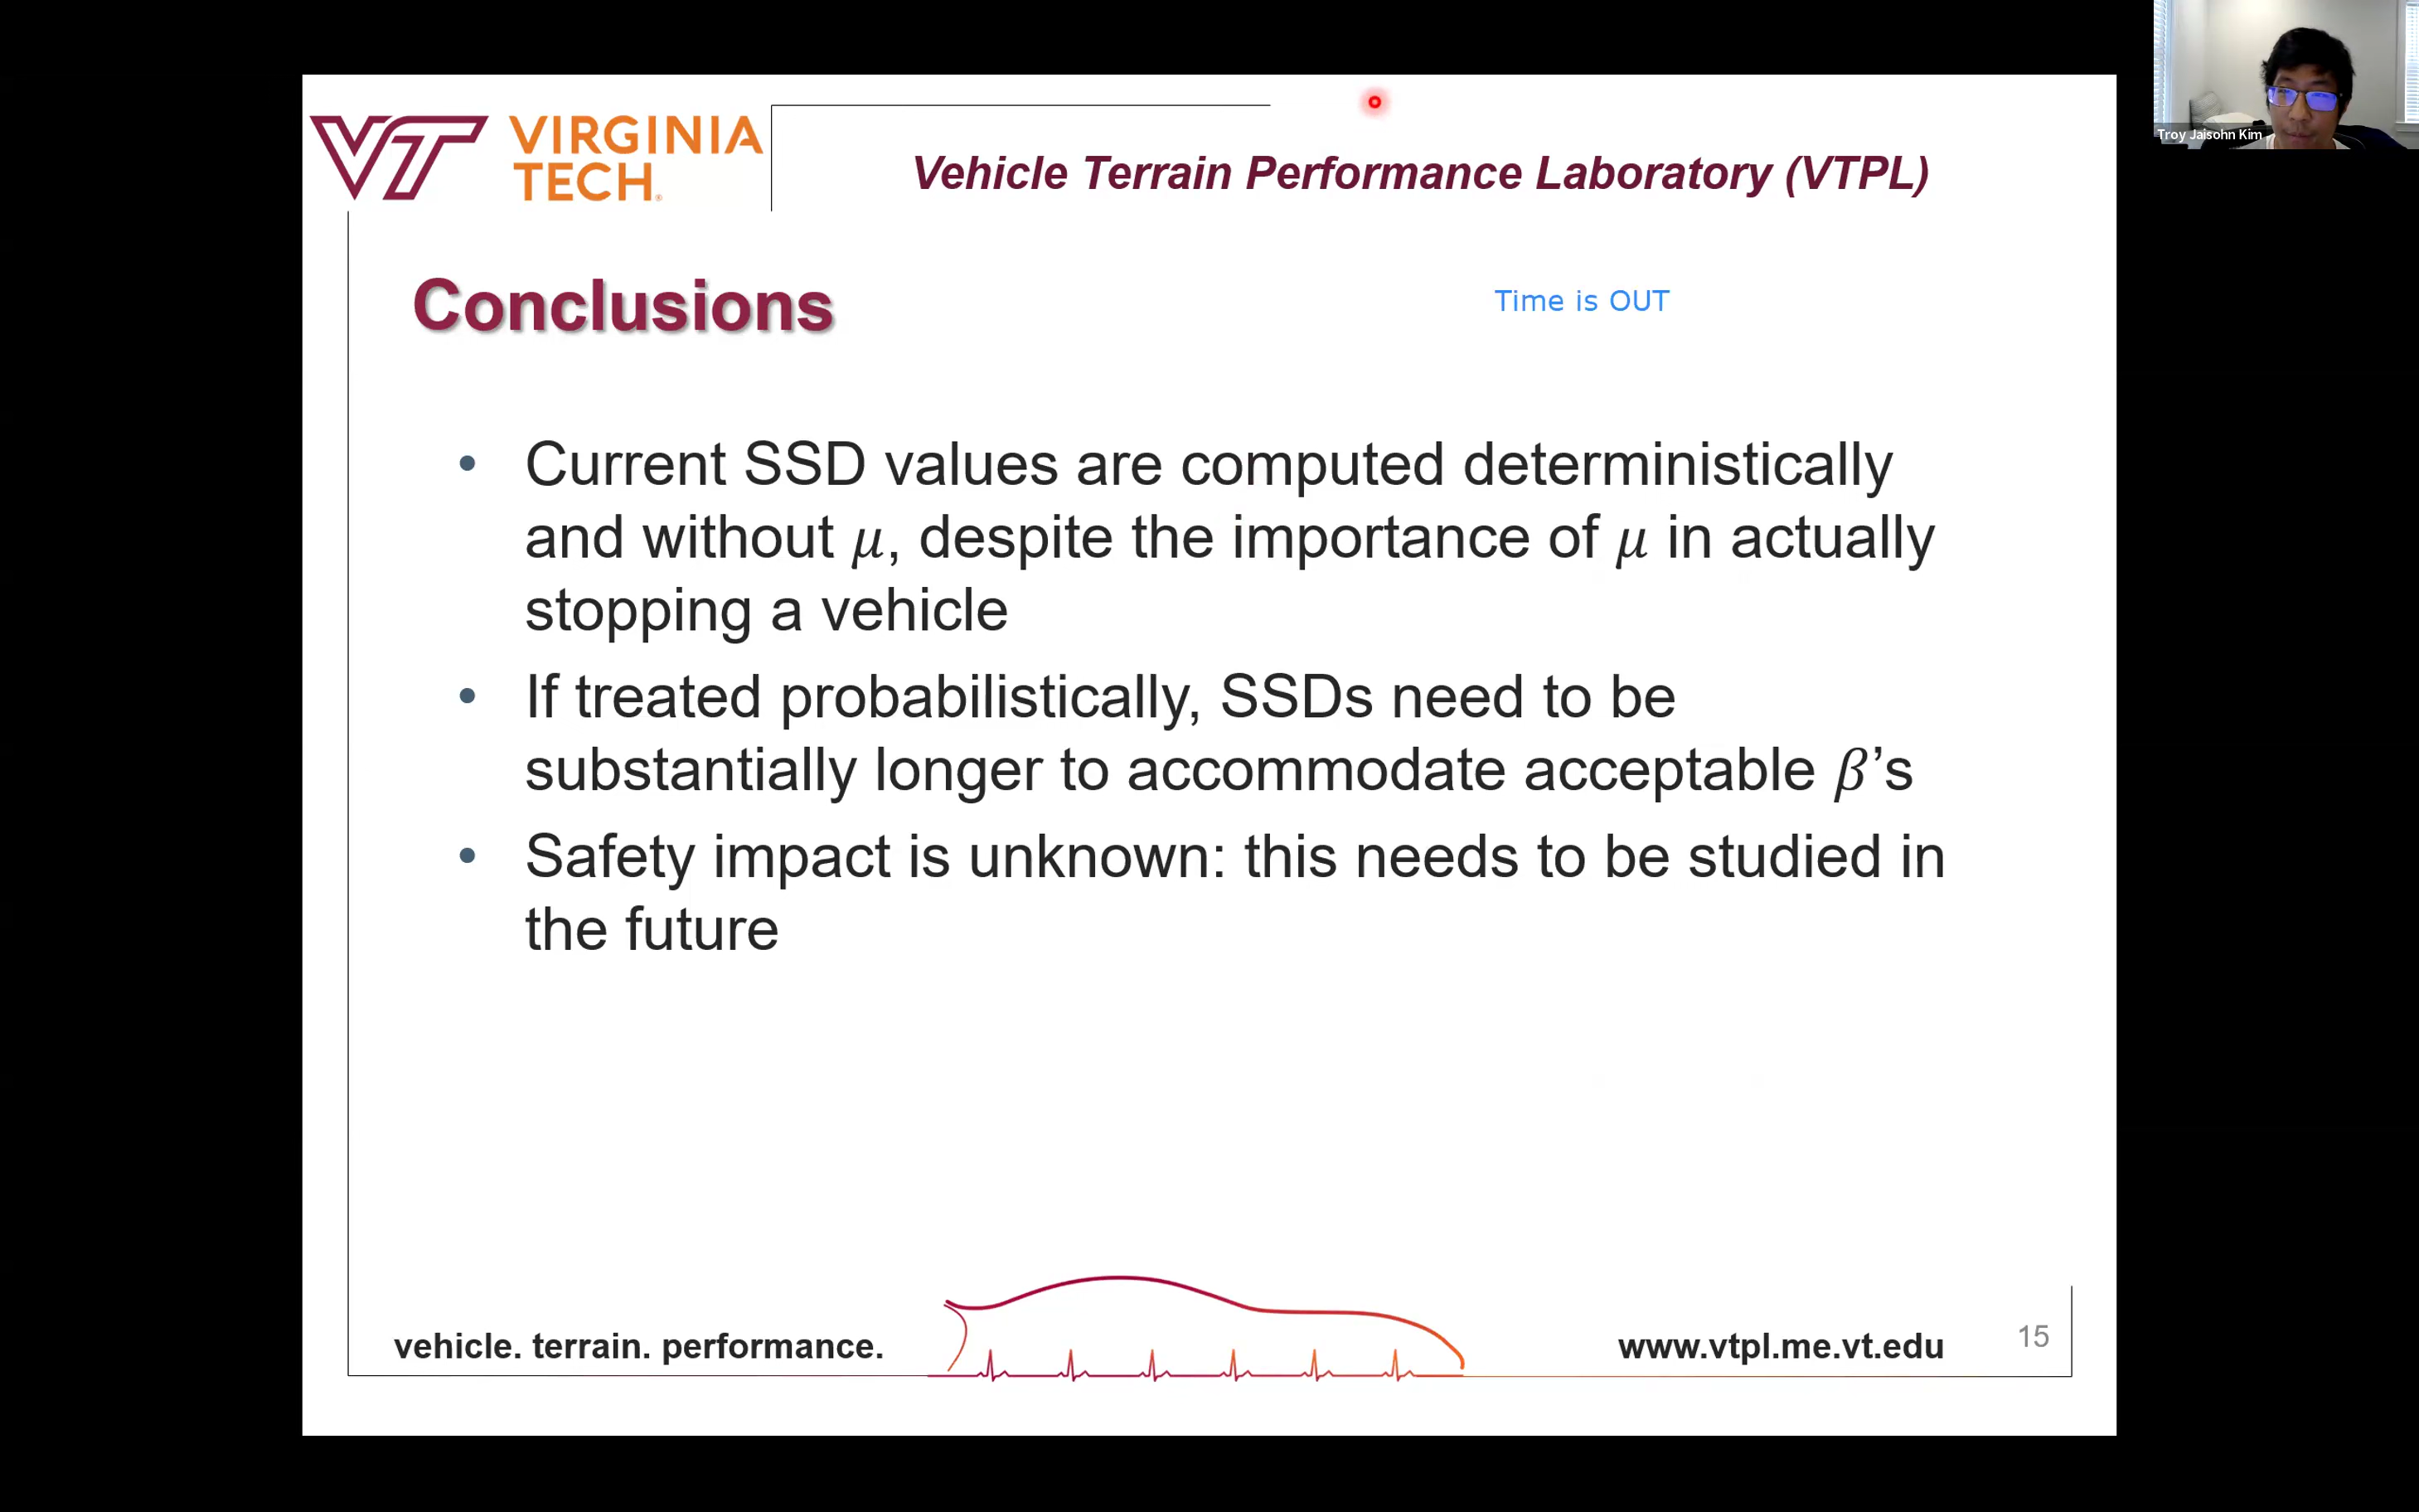 VT VIRGINIA
TECH®
Vehicle Terrain Performance Laboratory (VTPL)
Troy Jaisohn Kim
Conclusions
Time is OUT
• Current SSD values are computed deterministically
and without μ, despite the importance of μ in actually
stopping a vehicle
• If treated probabilistically, SSDs need to be
substantially longer to accommodate acceptable β’s
• Safety impact is unknown: this needs to be studied in
the future
vehicle. terrain. performance.
www.vtpl.me.vt.edu
15